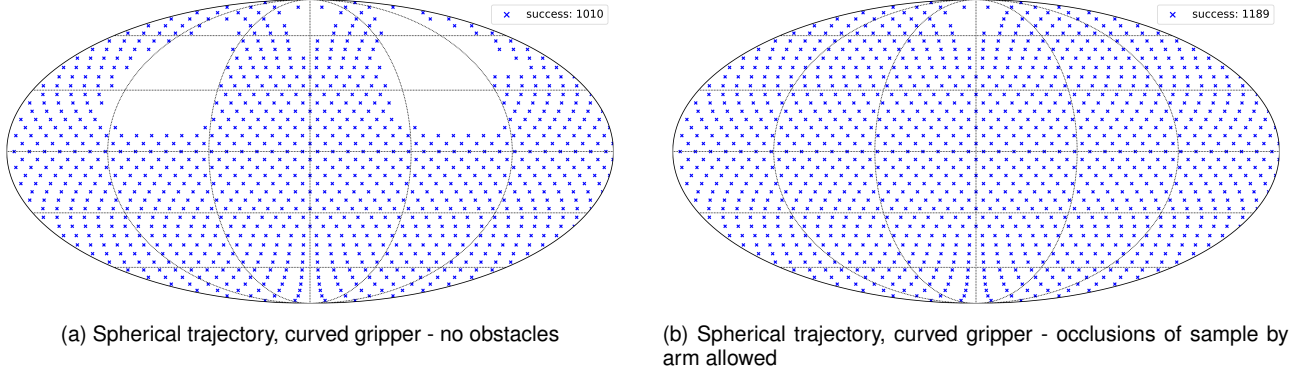 success: 1010
success: 1189
(a) Spherical trajectory, curved gripper - no obstacles
(b) Spherical trajectory, curved gripper - occlusions of sample by
arm allowed